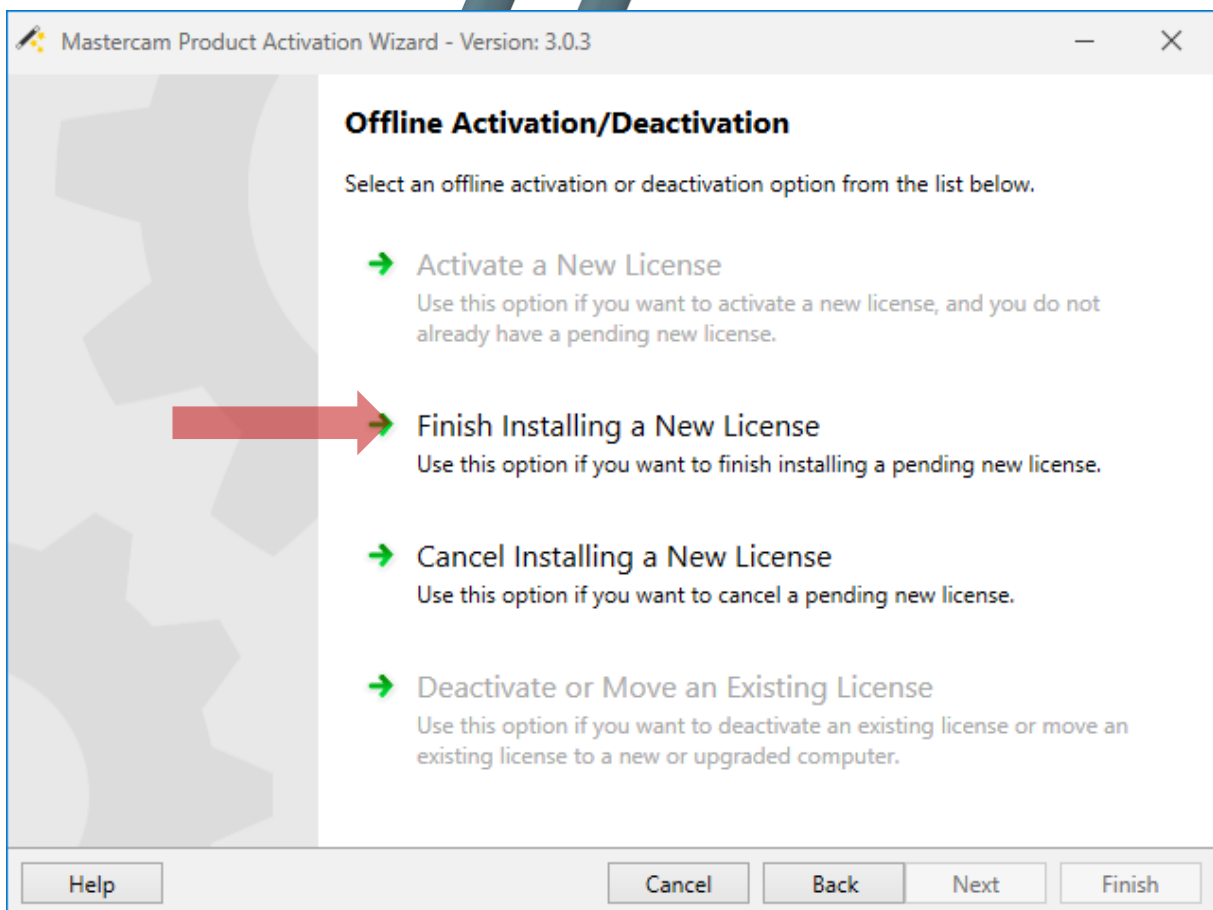 Mastercam Product Activation Wizard - Version: 3.0.3
Offline Activation/Deactivation
Select an offline activation or deactivation option from the list below.
Activate a New License
Use this option if you want to activate a new license, and you do not
already have a pending new license.
Finish Installing a New License
Use this option if you want to finish installing a pending new license.
Cancel Installing a New License
Use this option if you want to cancel a pending new license.
Deactivate or Move an Existing License
Use this option if you want to deactivate an existing license or move an
existing license to a new or upgraded computer.
Help Cancel Back Next Finish